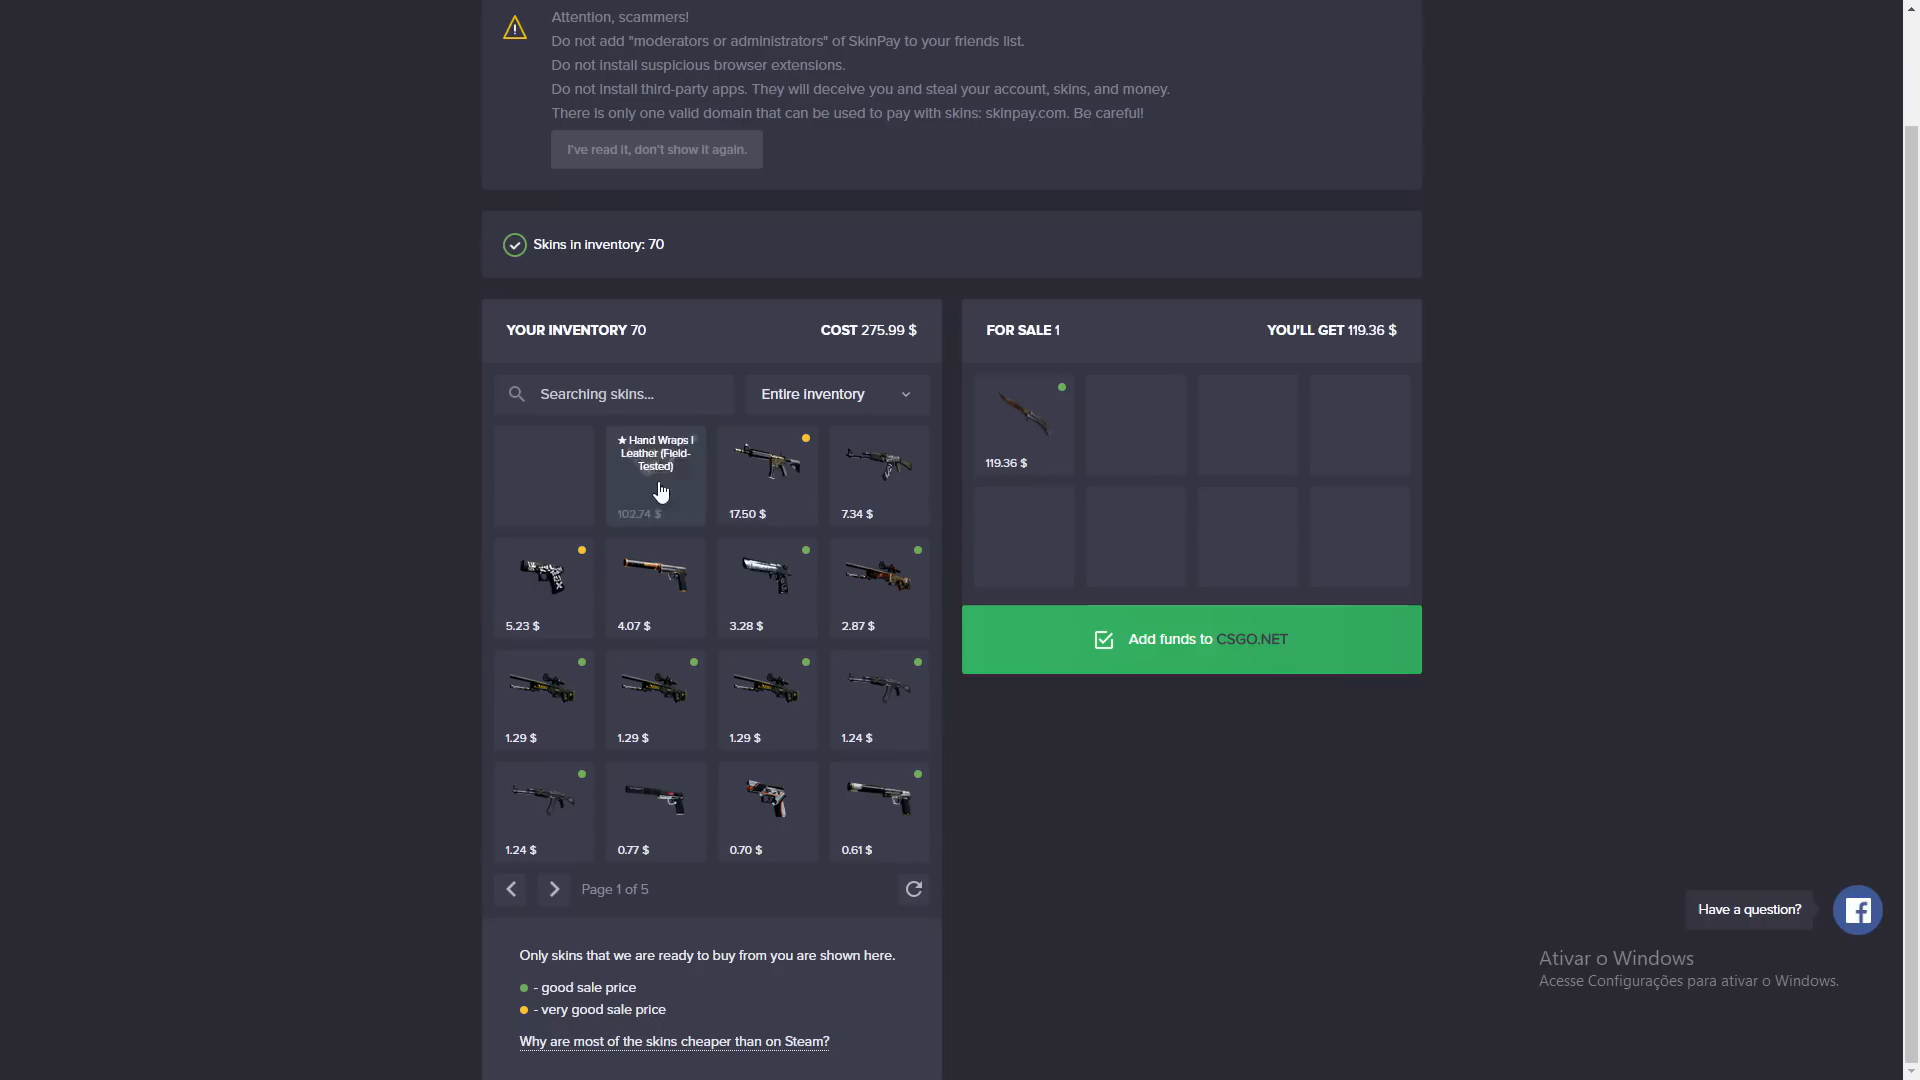 Attention, scammers!
Do not add "moderators or administrators" of SkinPay to your friends list.
Do not install suspicious browser extensions.
Do not install third-party apps. They will deceive you and steal your account, skins, and money.
There is only one valid domain that can be used to pay with skins: skinpay.com. Be careful!
I've read it, don't show it again.
Skins in inventory: 70
YOUR INVENTORY 70
COST 275.99 $
Searching skins...
Entire inventory
★ Hand Wraps |
Leather (Field-
Tested)
102.74 $
17.50 $
7.34 $
5.23 $
4.07 $
3.28 $
2.87 $
1.29 $
1.29 $
1.29 $
1.24 $
1.24 $
0.77 $
0.70 $
0.61 $
Page 1 of 5
Only skins that we are ready to buy from you are shown here.
- good sale price
- very good sale price
Why are most of the skins cheaper than on Steam?
FOR SALE 1
YOU'LL GET 119.36 $
119.36 $
Add funds to CSGO.NET
Have a question?
Ativar o Windows
Acesse Configurações para ativar o Windows.